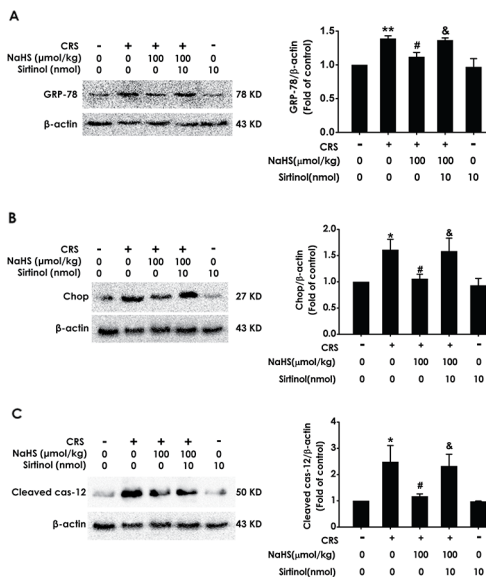 A
CRS - + + + -
NaHS (μmol/kg) 0 0 100 100 0
Sirtinol (nmol) 0 0 0 10 10
GRP-78 78 KD
β-actin 43 KD
GRP-78/β-actin
(Fold of control)
1.5
1.0
0.5
0.0
** # &
CRS - + + + -
NaHS(μmol/kg) 0 0 100 100 0
Sirtinol(nmol) 0 0 0 10 10
B
CRS - + + + -
NaHS (μmol/kg) 0 0 100 100 0
Sirtinol (nmol) 0 0 0 10 10
Chop 27 KD
β-actin 43 KD
Chop/β-actin
(Fold of control)
2.0
1.5
1.0
0.5
0.0
* # &
CRS - + + + -
NaHS(μmol/kg) 0 0 100 100 0
Sirtinol(nmol) 0 0 0 10 10
C
CRS - + + + -
NaHS (μmol/kg) 0 0 100 100 0
Sirtinol (nmol) 0 0 0 10 10
Cleaved cas-12 50 KD
β-actin 43 KD
Cleaved cas-12/β-actin
(Fold of control)
4
3
2
1
0
* # &
CRS - + + + -
NaHS(μmol/kg) 0 0 100 100 0
Sirtinol(nmol) 0 0 0 10 10